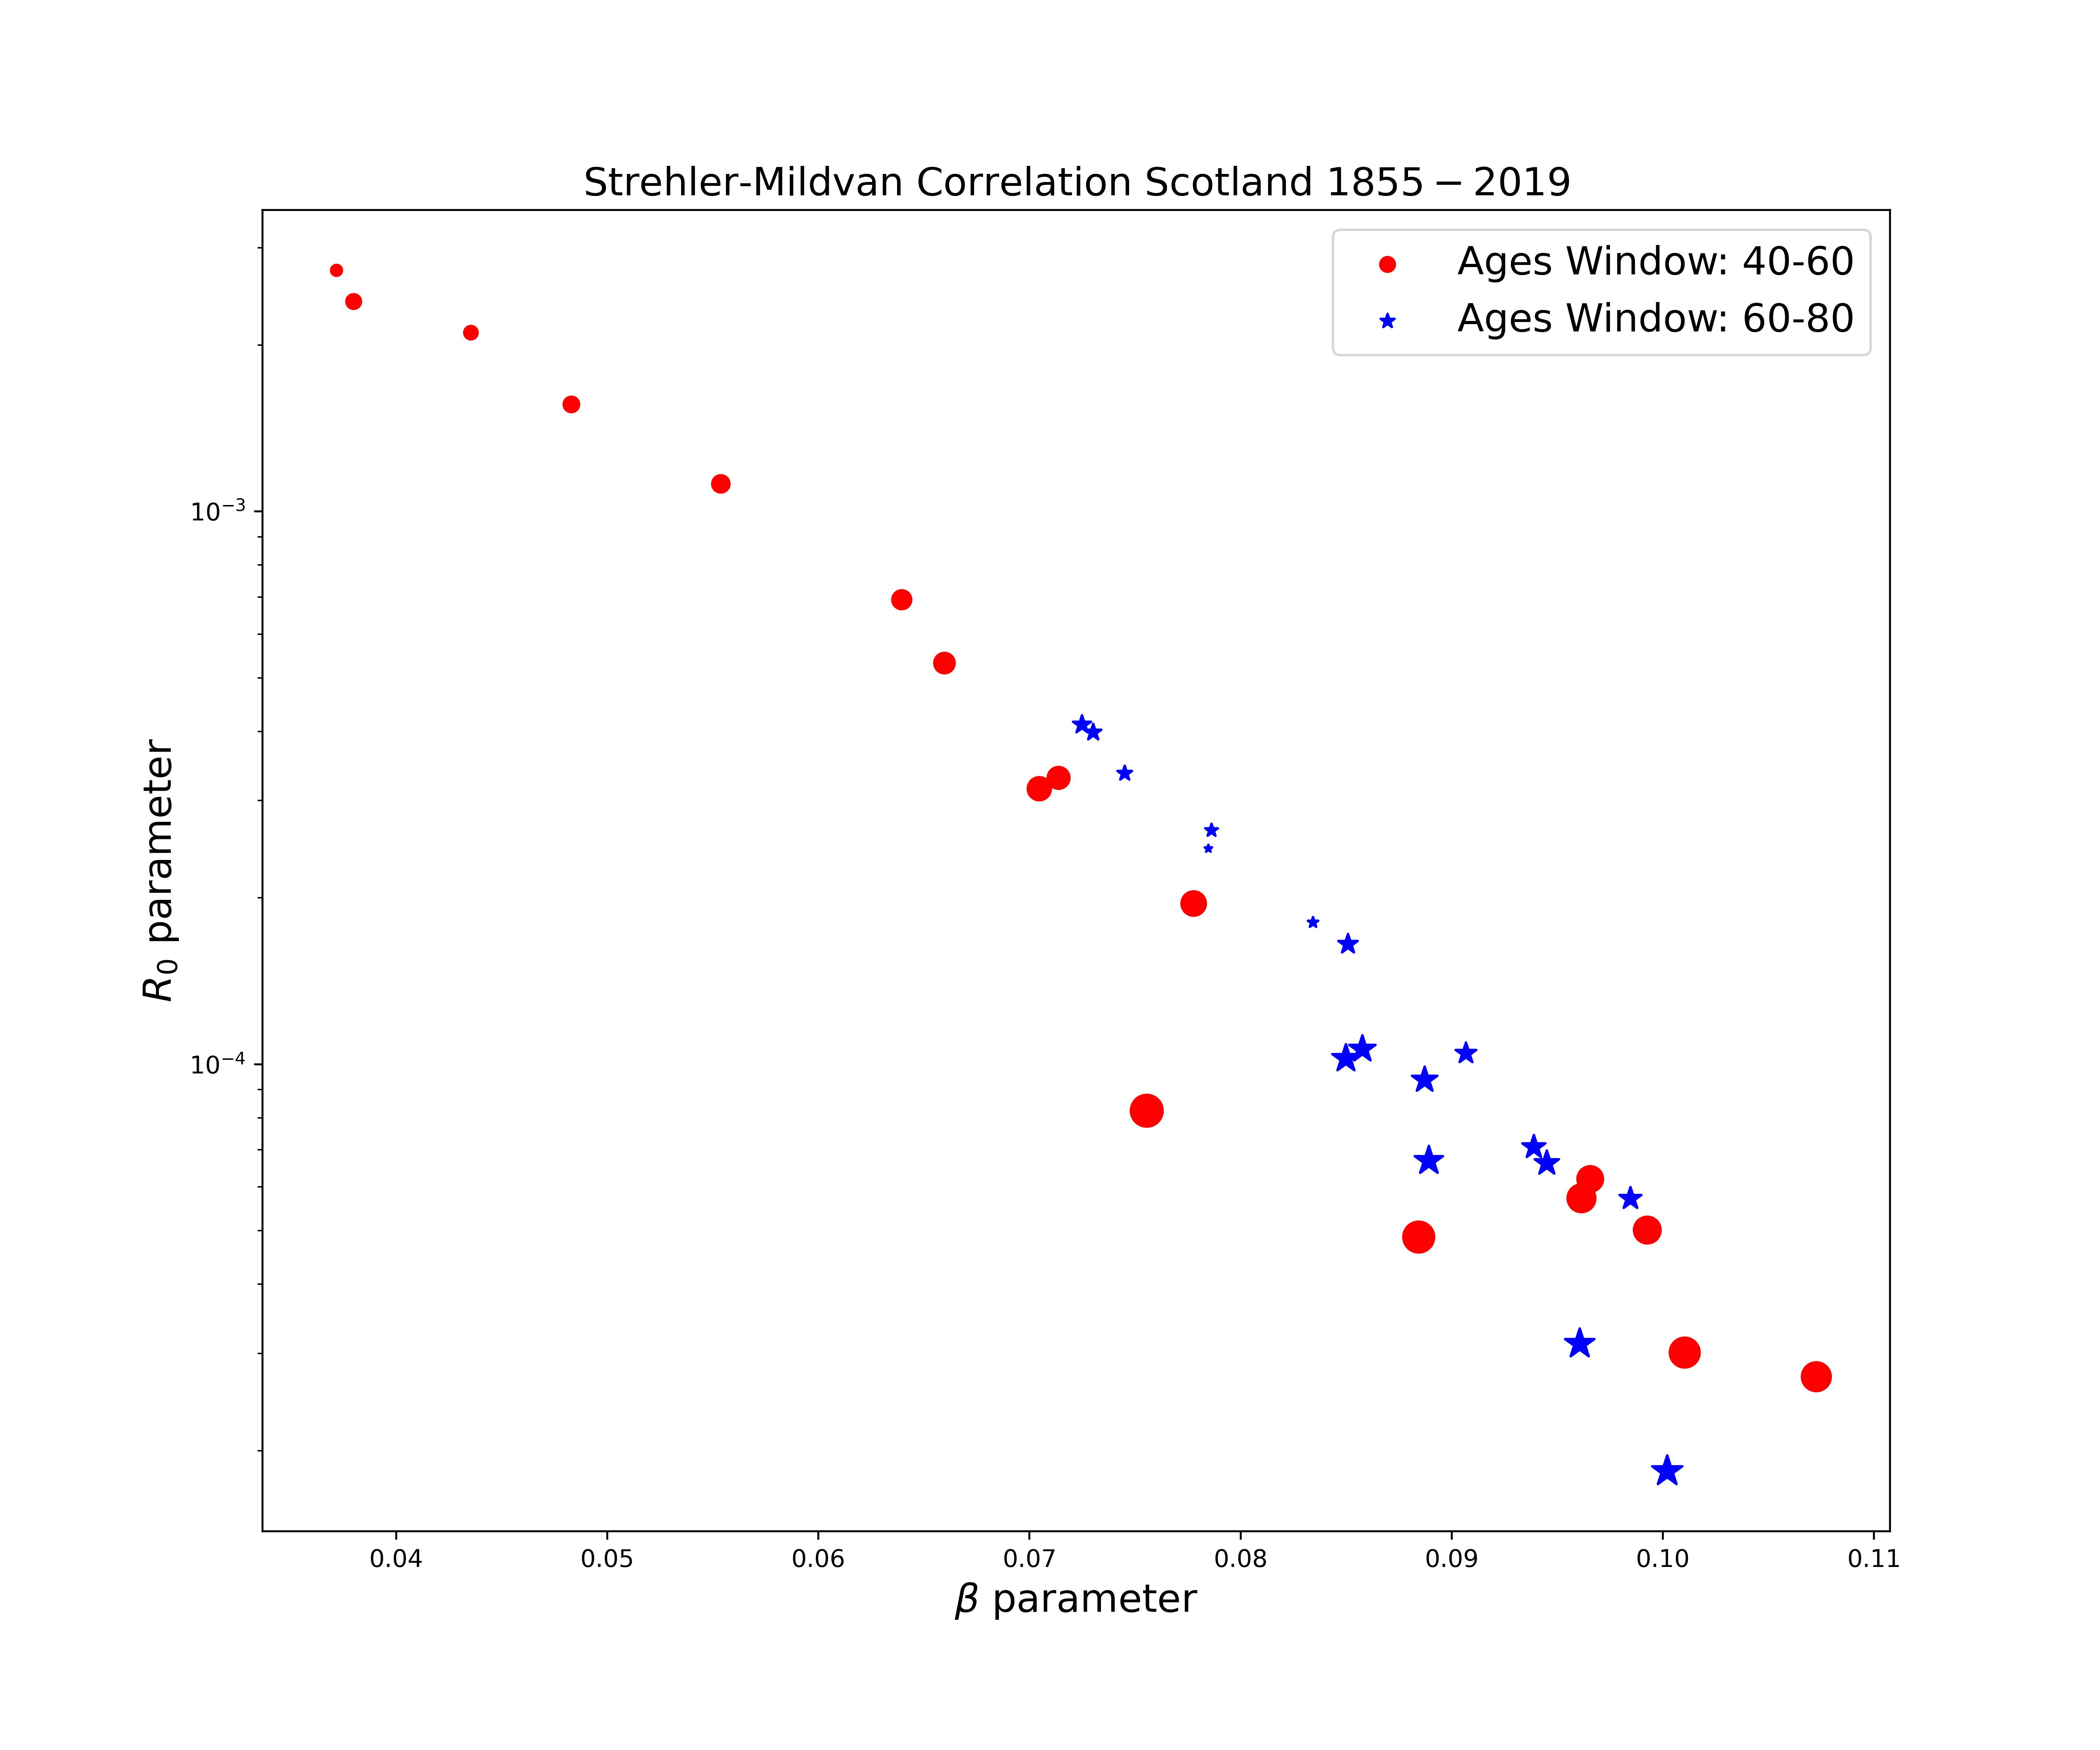 Strehler-Mildvan Correlation Scotland 1855 − 2019
Ages Window: 40-60
Ages Window: 60-80
R₀ parameter
10⁻³
10⁻⁴
0.04 0.05 0.06 0.07 0.08 0.09 0.10 0.11
β parameter